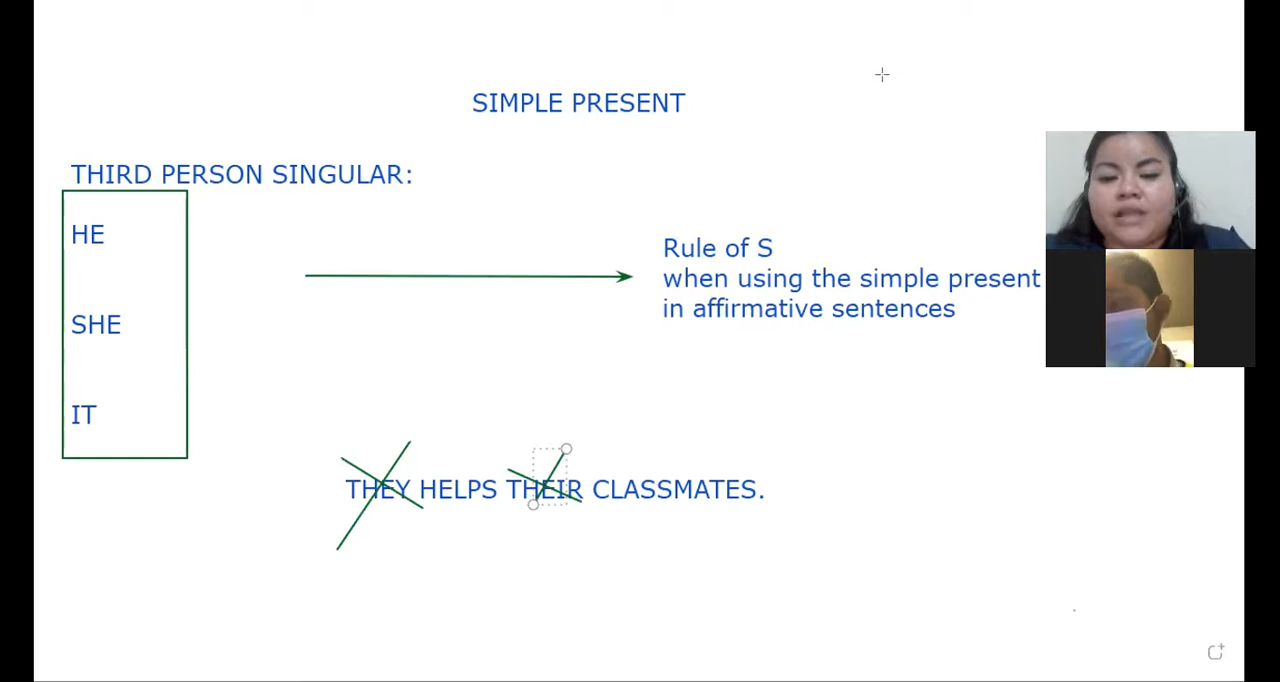 SIMPLE PRESENT
THIRD PERSON SINGULAR:
HE
SHE
IT
Rule of S
when using the simple present
in affirmative sentences
THEY HELPS THEIR CLASSMATES.